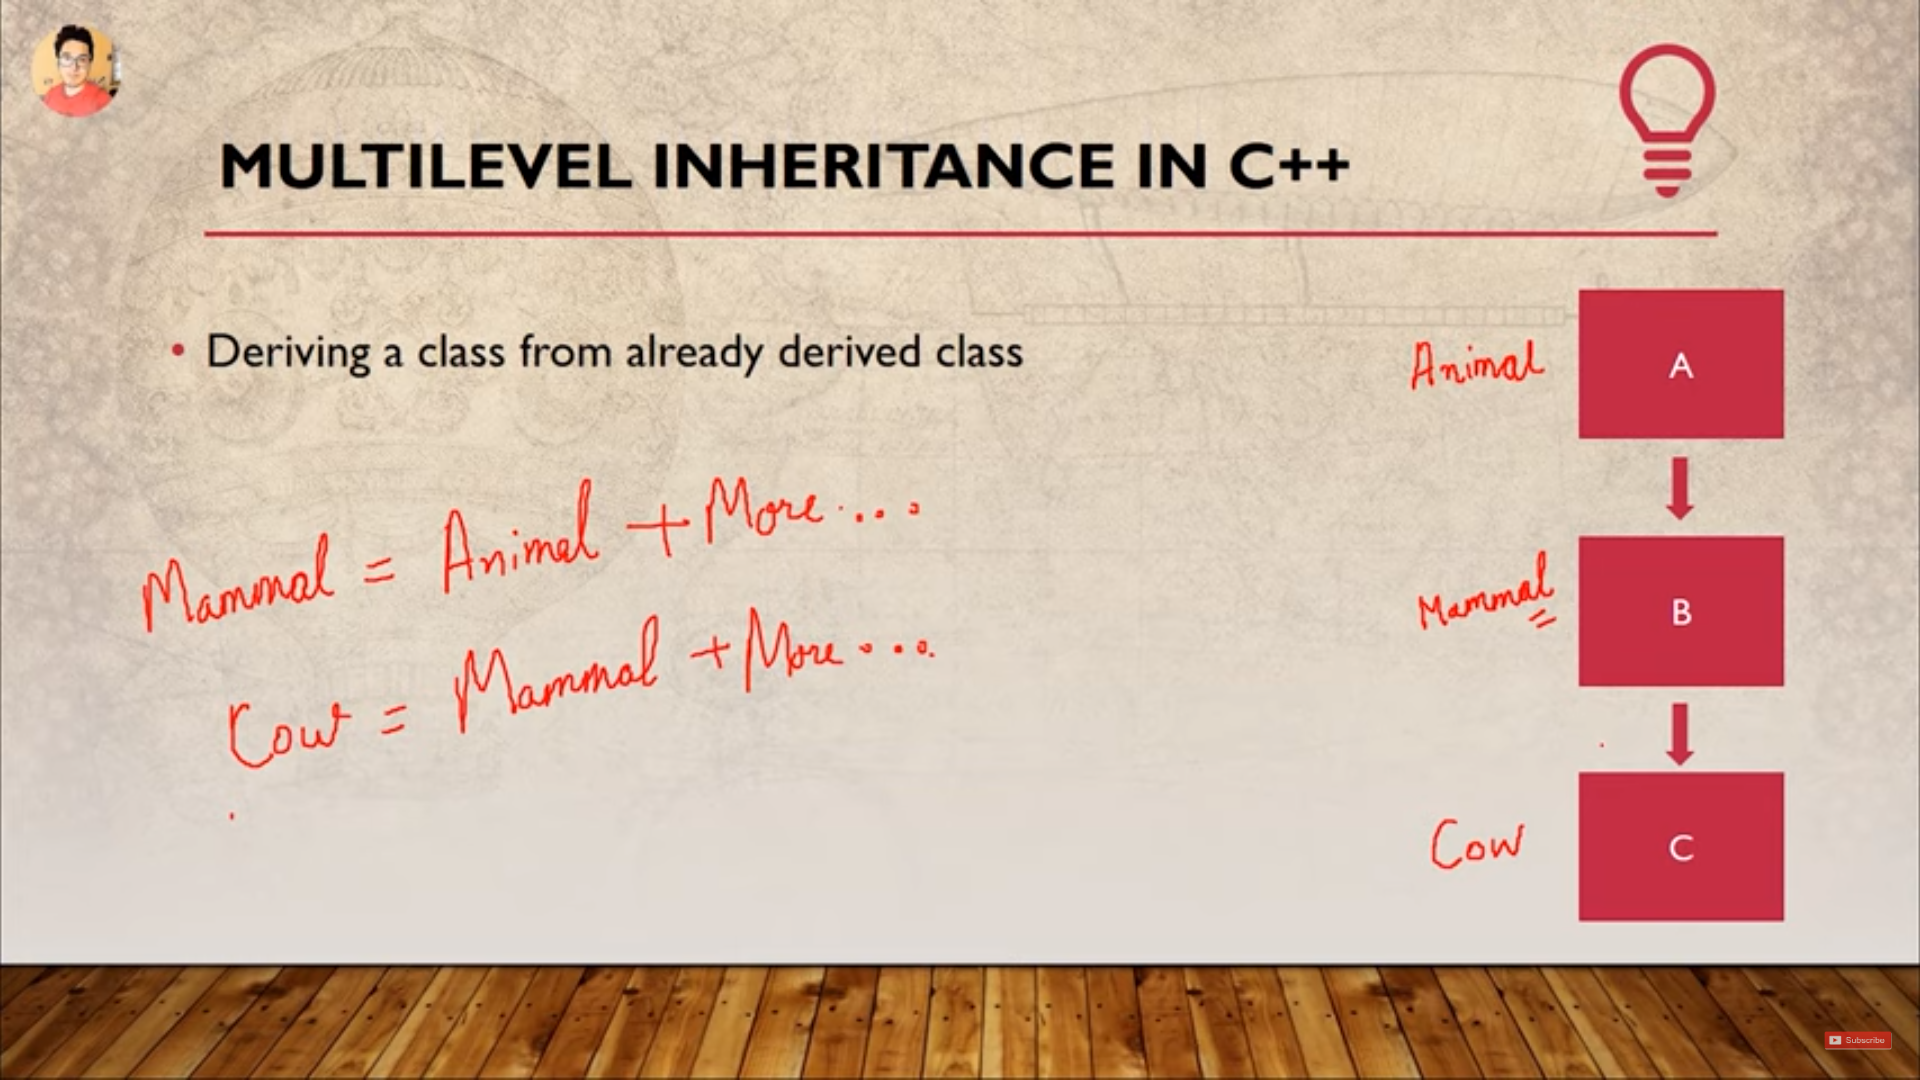 MULTILEVEL INHERITANCE IN C++
• Deriving a class from already derived class
Mammal = Animal + More....
Cow = Mammal + More....
Animal
A
Mammal
B
Cow
C
Subscribe